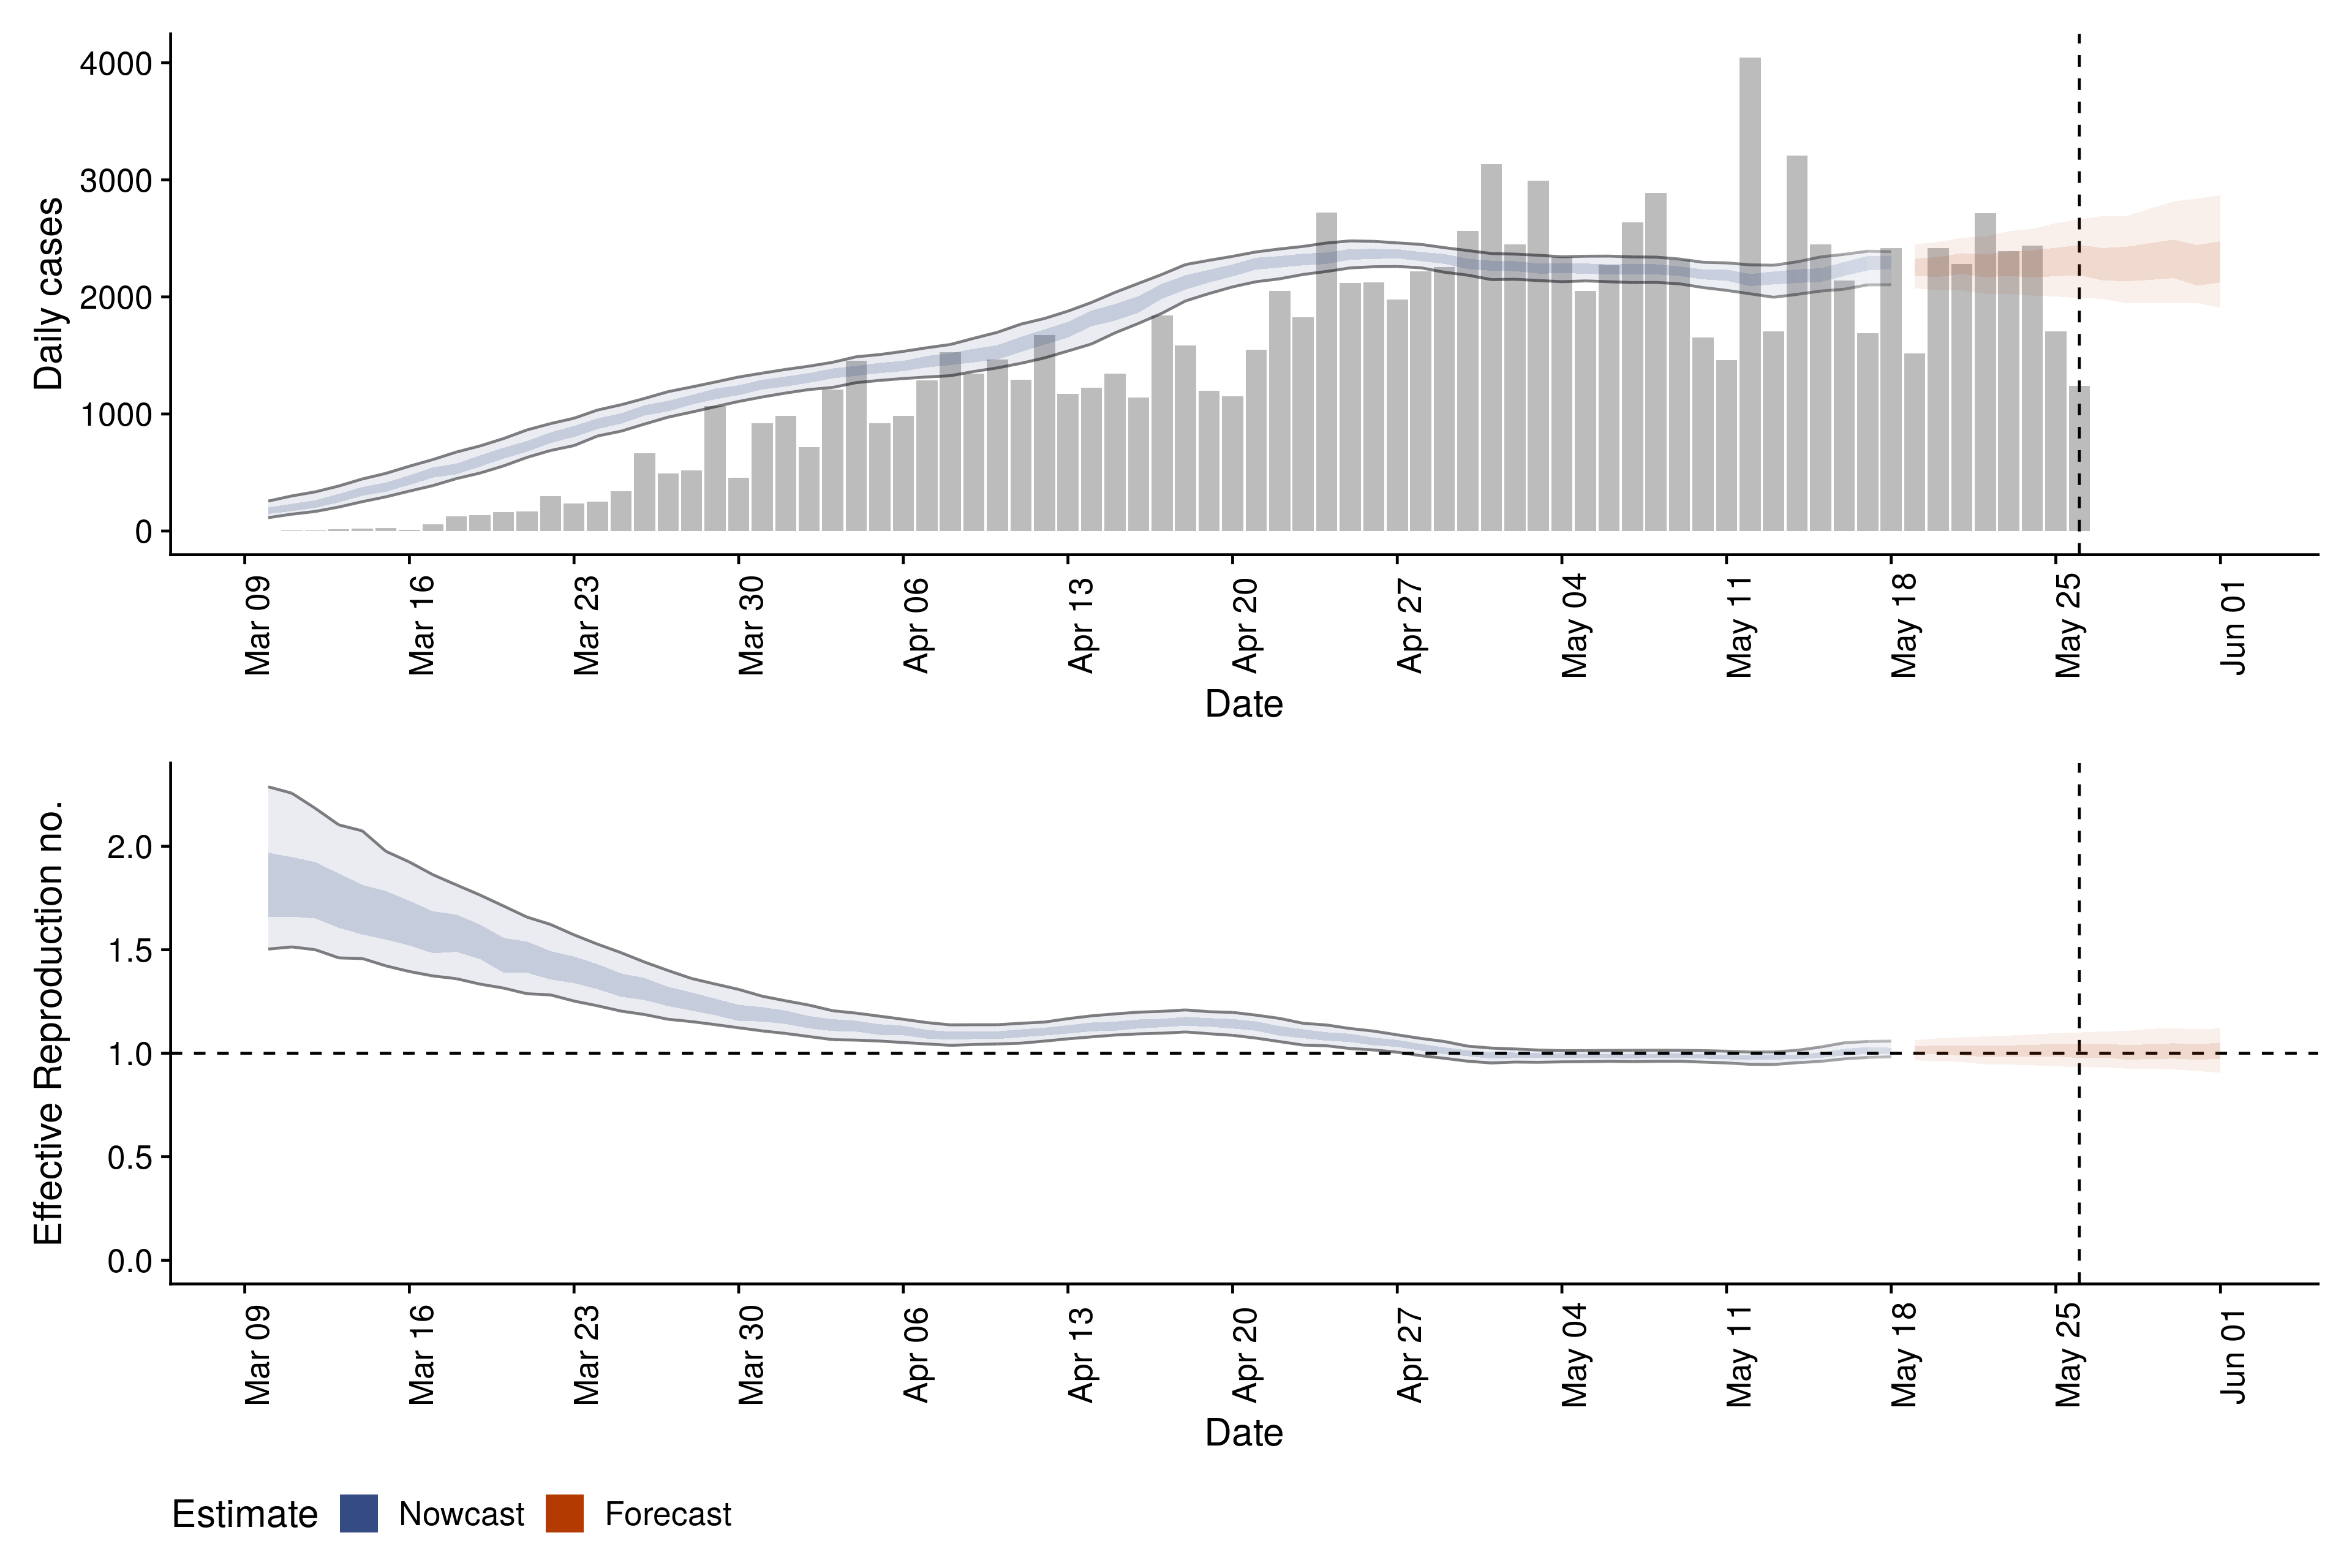 Daily cases
4000
3000
2000
1000
0
Mar 09
Mar 16
Mar 23
Mar 30
Apr 06
Apr 13
Apr 20
Apr 27
May 04
May 11
May 18
May 25
Jun 01
Date
Effective Reproduction no.
2.0
1.5
1.0
0.5
0.0
Mar 09
Mar 16
Mar 23
Mar 30
Apr 06
Apr 13
Apr 20
Apr 27
May 04
May 11
May 18
May 25
Jun 01
Date
Estimate Nowcast Forecast